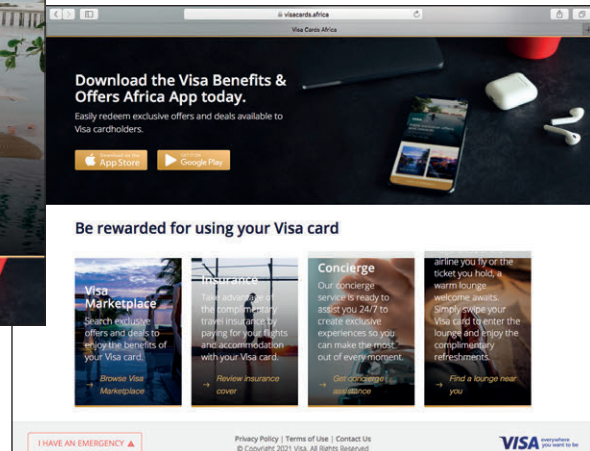 visacards.africa
Visa Cards Africa
Download the Visa Benefits &
Offers Africa App today.
Easily redeem exclusive offers and deals available to
Visa cardholders.
Download on the
App Store
GET IT ON
Google Play
Be rewarded for using your Visa card
Visa
Marketplace
Search exclusive
offers and deals to
enjoy the benefits of
your Visa card.
→ Browse Visa
Marketplace
Insurance
Take advantage of
the complimentary
travel insurance by
paying for your flights
and accommodation
with your Visa card.
→ Review insurance
cover
Concierge
Our concierge
service is ready to
assist you 24/7 to
create exclusive
experiences so you
can make the most
out of every moment.
→ Get concierge
assistance
airline you fly or the
ticket you hold, a
warm lounge
welcome awaits.
Simply swipe your
Visa card to enter the
lounge and enjoy the
complimentary
refreshments.
→ Find a lounge near
you
I HAVE AN EMERGENCY
Privacy Policy | Terms of Use | Contact Us
© Copyright 2021 Visa. All Rights Reserved
VISA everywhere
you want to be